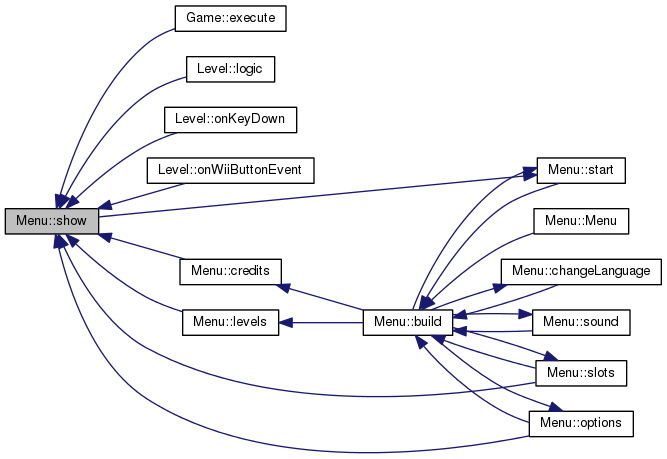 Game::execute
Level::logic
Level::onKeyDown
Level::onWiiButtonEvent
Menu::start
Menu::show
Menu::Menu
Menu::credits
Menu::changeLanguage
Menu::levels
Menu::build
Menu::sound
Menu::slots
Menu::options